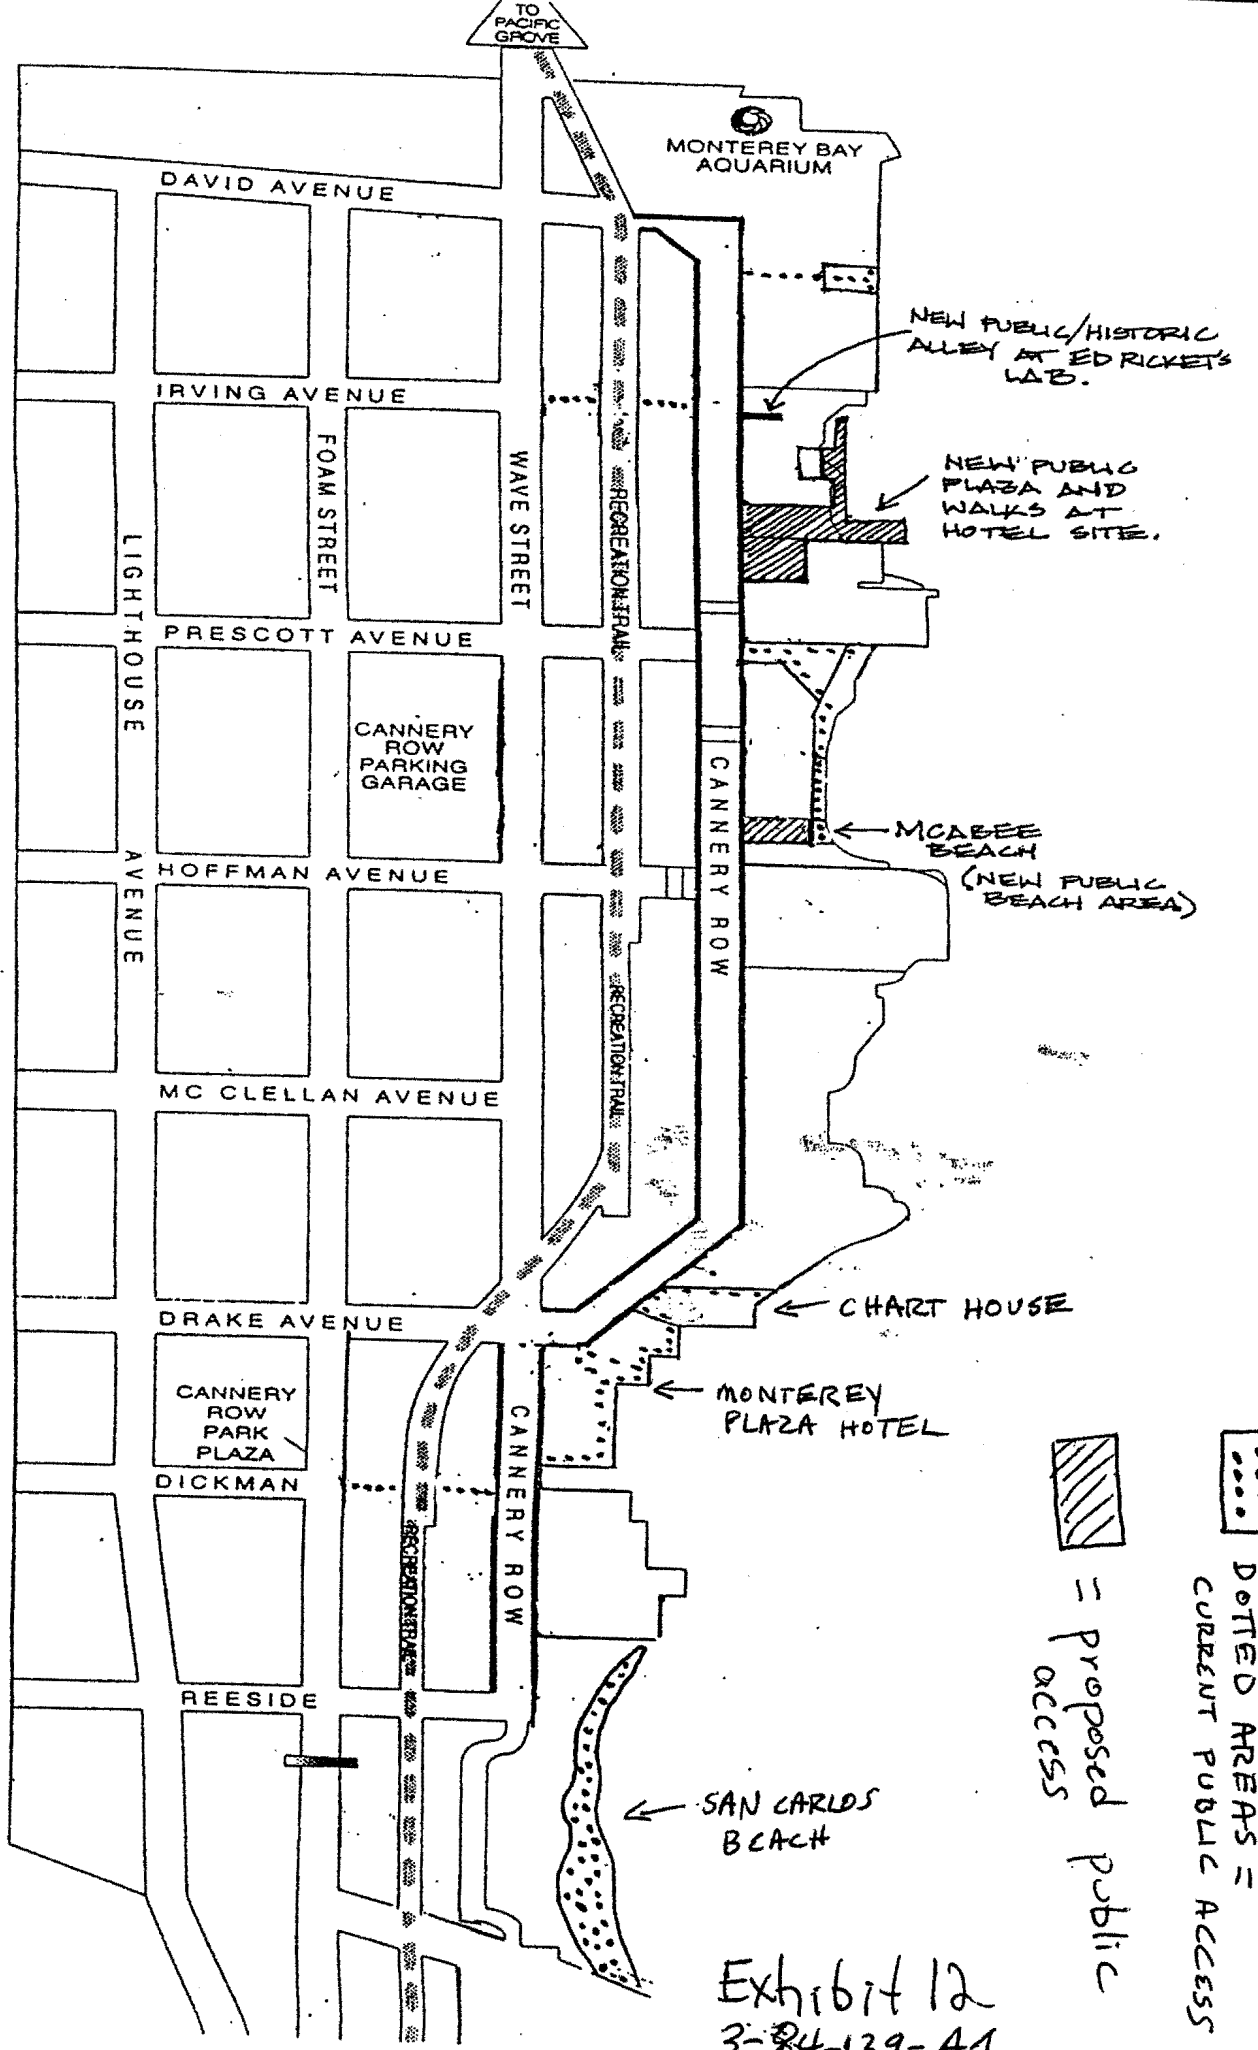 TO
PACIFIC
GROVE
MONTEREY BAY
AQUARIUM
DAVID AVENUE
NEW PUBLIC/HISTORIC
ALLEY AT ED RICKET'S
LAB.
IRVING AVENUE
FOAM STREET
WAVE STREET
RECREATION TRAIL
NEW PUBLIC
PLAZA AND
WALKS AT
HOTEL SITE.
LIGHTHOUSE AVENUE
PRESCOTT AVENUE
CANNERY
ROW
PARKING
GARAGE
CANNERY ROW
MCABEE
BEACH
(NEW PUBLIC
BEACH AREA)
HOFFMAN AVENUE
RECREATION TRAIL
MC CLELLAN AVENUE
CHART HOUSE
DRAKE AVENUE
MONTEREY
PLAZA HOTEL
CANNERY
ROW
PARK
PLAZA
CANNERY ROW
DICKMAN
RECREATION TRAIL
REESIDE
SAN CARLOS
BEACH
DOTTED AREAS =
CURRENT PUBLIC ACCESS
= proposed public
access
Exhibit 12
3-84-139-A1